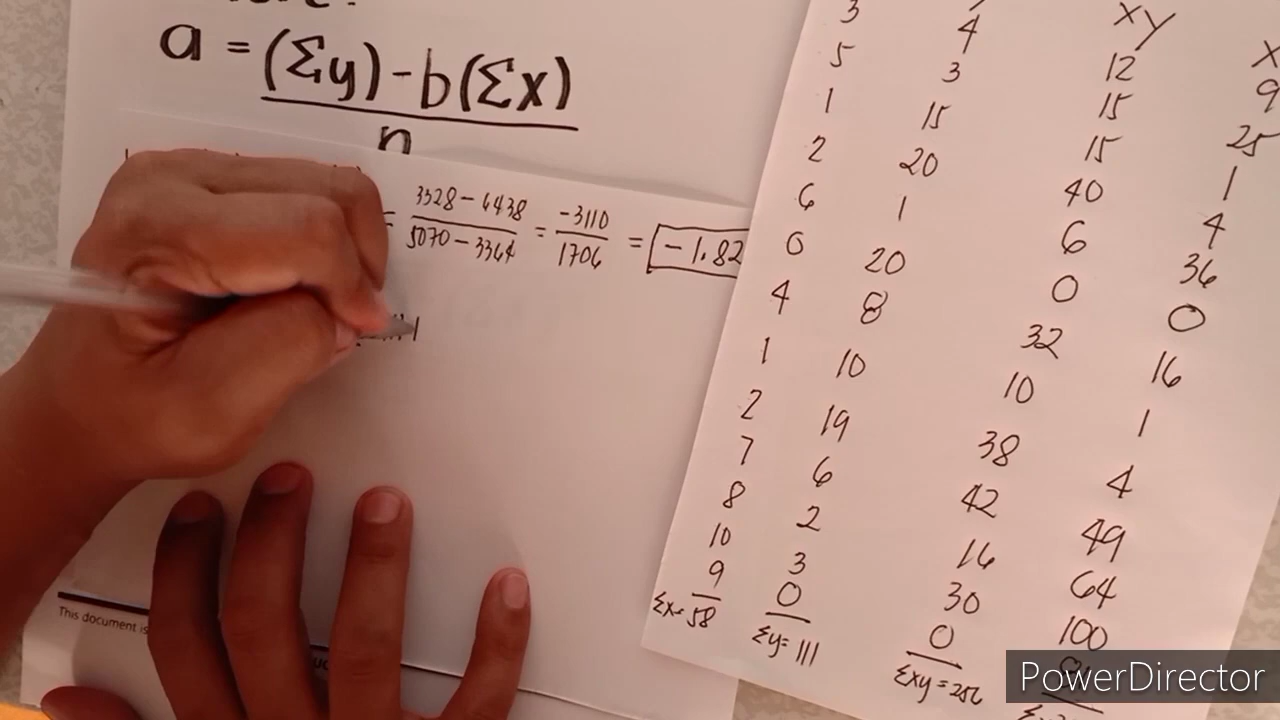 a = (Σy) - b(Σx)
n
= 3328 - 6438 = -3110 = -1.82
5070 - 3364 1706
XY
3 4 12 9
5 3 15 25
1 15 15 1
2 20 40 4
6 1 6 36
0 20 0 0
4 8 32 16
1 10 10 1
2 19 38 4
7 6 42 49
8 2 16 64
10 3 30 100
9 0 0
Σx=58 Σy=111 Σxy=256
This document is
PowerDirector